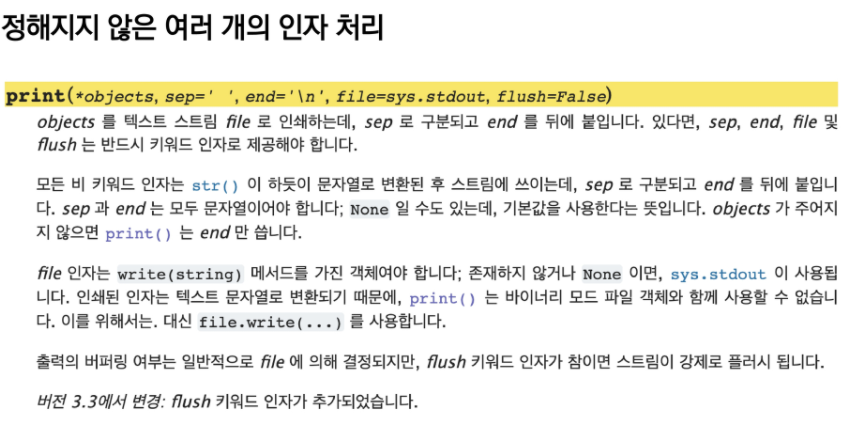 정해지지 않은 여러 개의 인자 처리
print(*objects, sep=' ', end='\n', file=sys.stdout, flush=False)
objects 를 텍스트 스트림 file 로 인쇄하는데, sep 로 구분되고 end 를 뒤에 붙입니다. 있다면, sep, end, file 및
flush 는 반드시 키워드 인자로 제공해야 합니다.
모든 비 키워드 인자는 str() 이 하듯이 문자열로 변환된 후 스트림에 쓰이는데, sep 로 구분되고 end 를 뒤에 붙입니
다. sep 과 end 는 모두 문자열이어야 합니다; None 일 수도 있는데, 기본값을 사용한다는 뜻입니다. objects 가 주어지
지 않으면 print() 는 end 만 씁니다.
file 인자는 write(string) 메서드를 가진 객체여야 합니다; 존재하지 않거나 None 이면, sys.stdout 이 사용됩
니다. 인쇄된 인자는 텍스트 문자열로 변환되기 때문에, print() 는 바이너리 모드 파일 객체와 함께 사용할 수 없습니
다. 이를 위해서는. 대신 file.write(...) 를 사용합니다.
출력의 버퍼링 여부는 일반적으로 file 에 의해 결정되지만, flush 키워드 인자가 참이면 스트림이 강제로 플러시 됩니다.
버전 3.3에서 변경: flush 키워드 인자가 추가되었습니다.